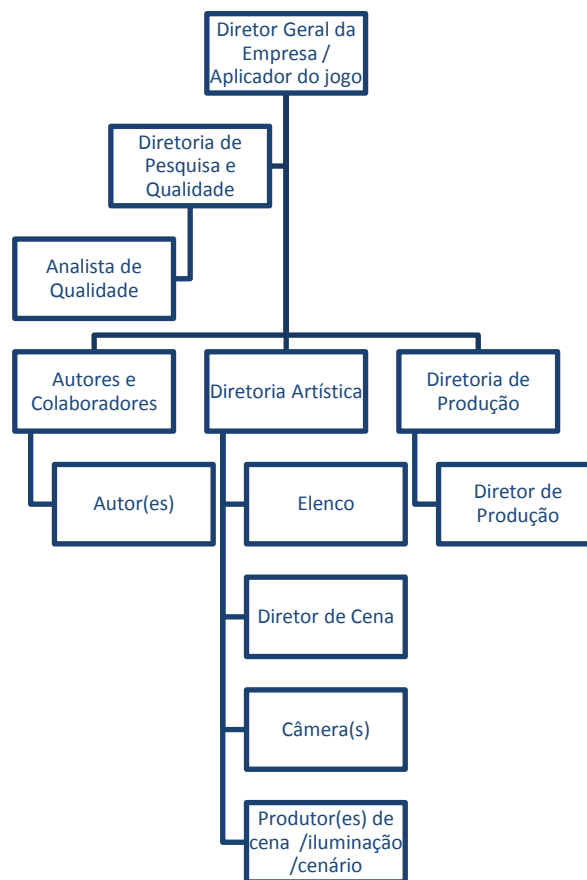 Diretor Geral da
Empresa /
Aplicador do jogo
Diretoria de
Pesquisa e
Qualidade
Analista de
Qualidade
Autores e
Colaboradores
Diretoria Artística
Diretoria de
Produção
Autor(es)
Elenco
Diretor de
Produção
Diretor de Cena
Câmera(s)
Produtor(es) de
cena /iluminação
/cenário